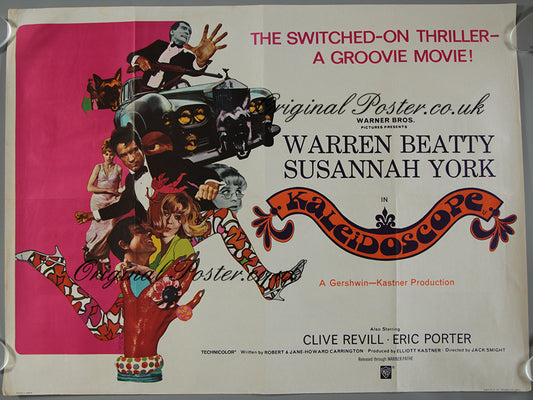 THE SWITCHED-ON THRILLER–
A GROOVIE MOVIE!
Original Poster.co.uk
WARNER BROS.
PICTURES PRESENTS
WARREN BEATTY
SUSANNAH YORK
IN
KALEIDOSCOPE
Original Poster.co.uk
A Gershwin–Kastner Production
Also Starring
CLIVE REVILL · ERIC PORTER
TECHNICOLOR® Written by ROBERT & JANE-HOWARD CARRINGTON · Produced by ELLIOTT KASTNER · Directed by JACK SMIGHT
Released through WARNER-PATHE